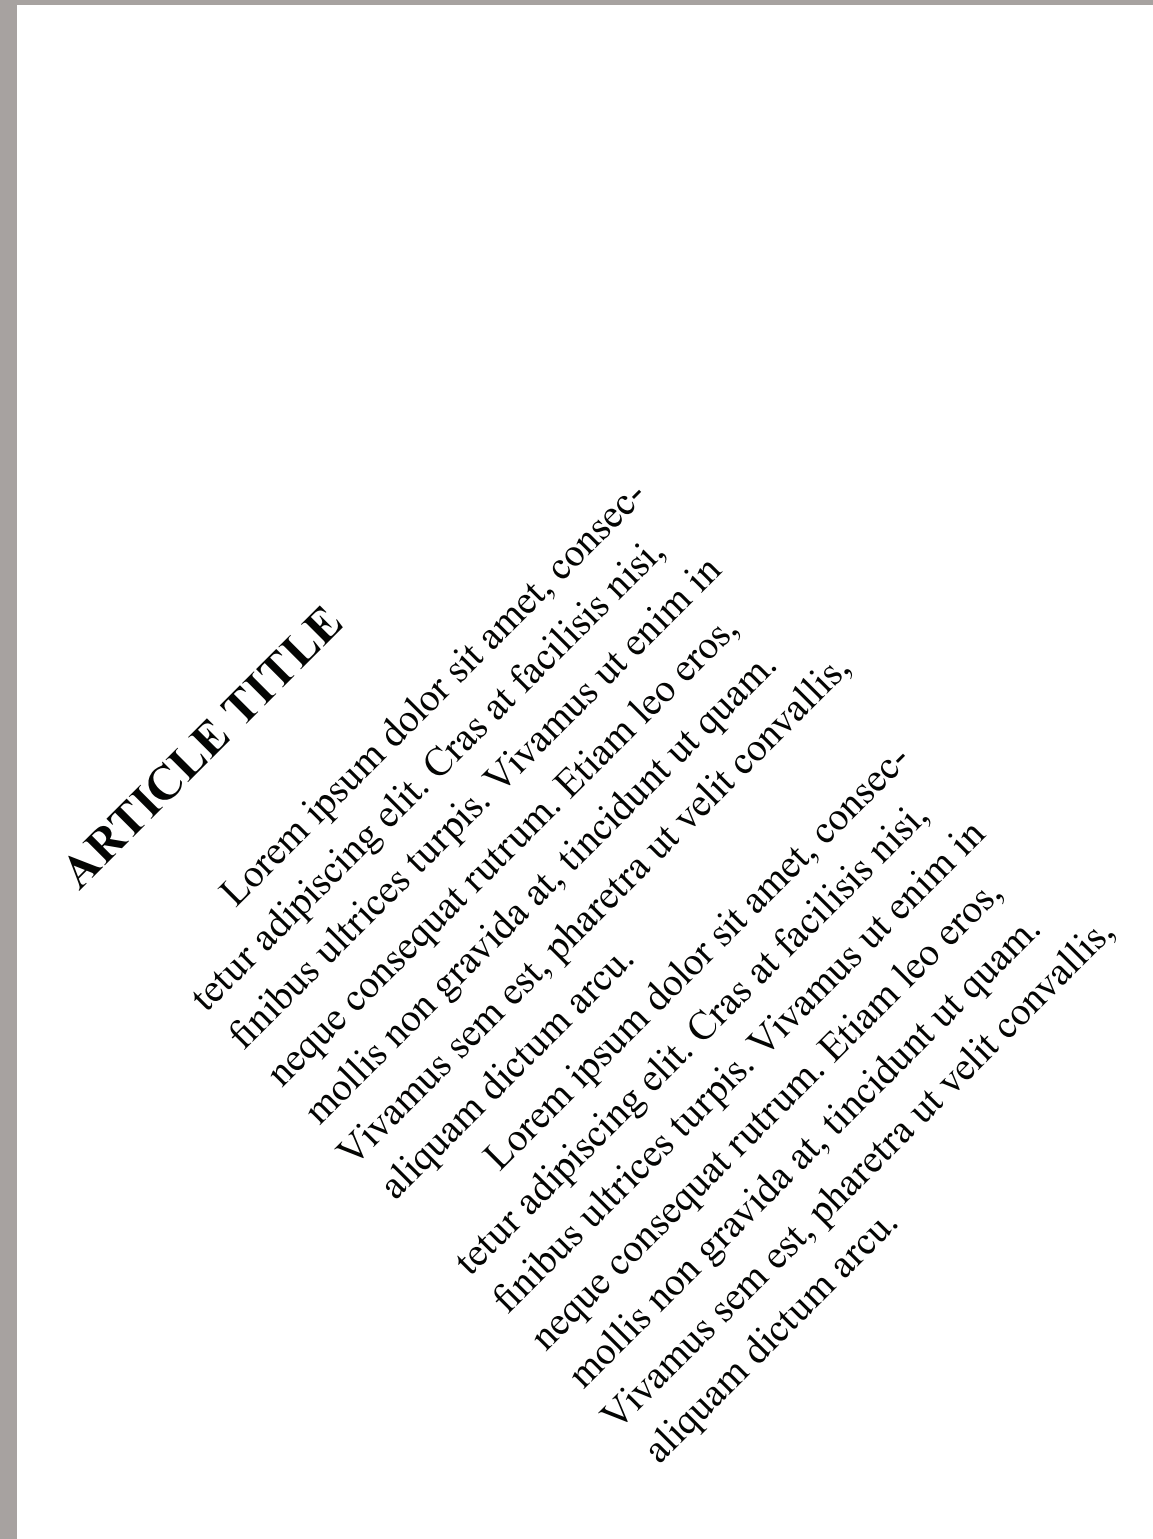 ARTICLE TITLE
Lorem ipsum dolor sit amet, consec-
tetur adipiscing elit. Cras at facilisis nisi,
finibus ultrices turpis. Vivamus ut enim in
neque consequat rutrum. Etiam leo eros,
mollis non gravida at, tincidunt ut quam.
Vivamus sem est, pharetra ut velit convallis,
aliquam dictum arcu.
Lorem ipsum dolor sit amet, consec-
tetur adipiscing elit. Cras at facilisis nisi,
finibus ultrices turpis. Vivamus ut enim in
neque consequat rutrum. Etiam leo eros,
mollis non gravida at, tincidunt ut quam.
Vivamus sem est, pharetra ut velit convallis,
aliquam dictum arcu.